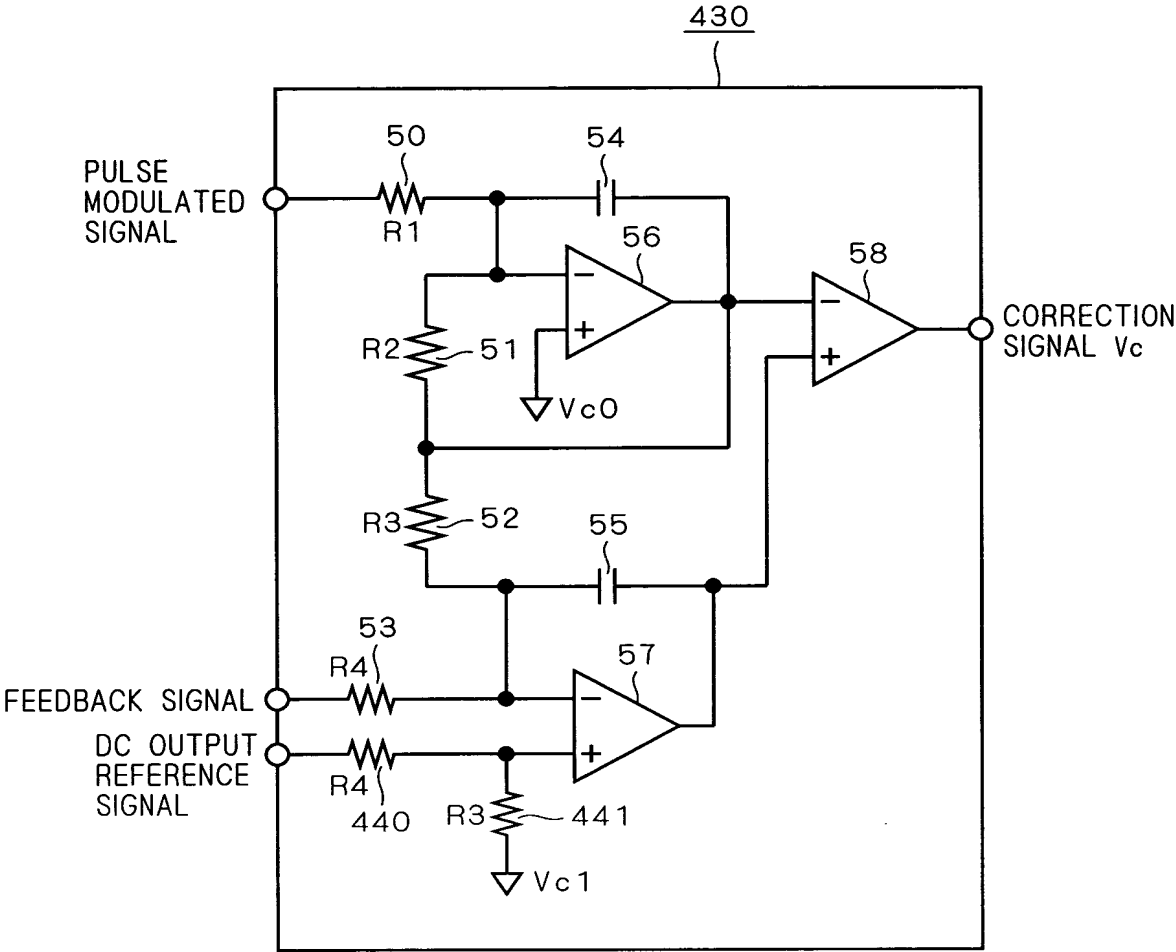 430
50
54
PULSE
MODULATED
SIGNAL
R1
56
58
CORRECTION
SIGNAL Vc
R2
51
Vc0
R3
52
55
53
R4
57
FEEDBACK SIGNAL
DC OUTPUT
REFERENCE
SIGNAL
R4
440
R3
441
Vc1